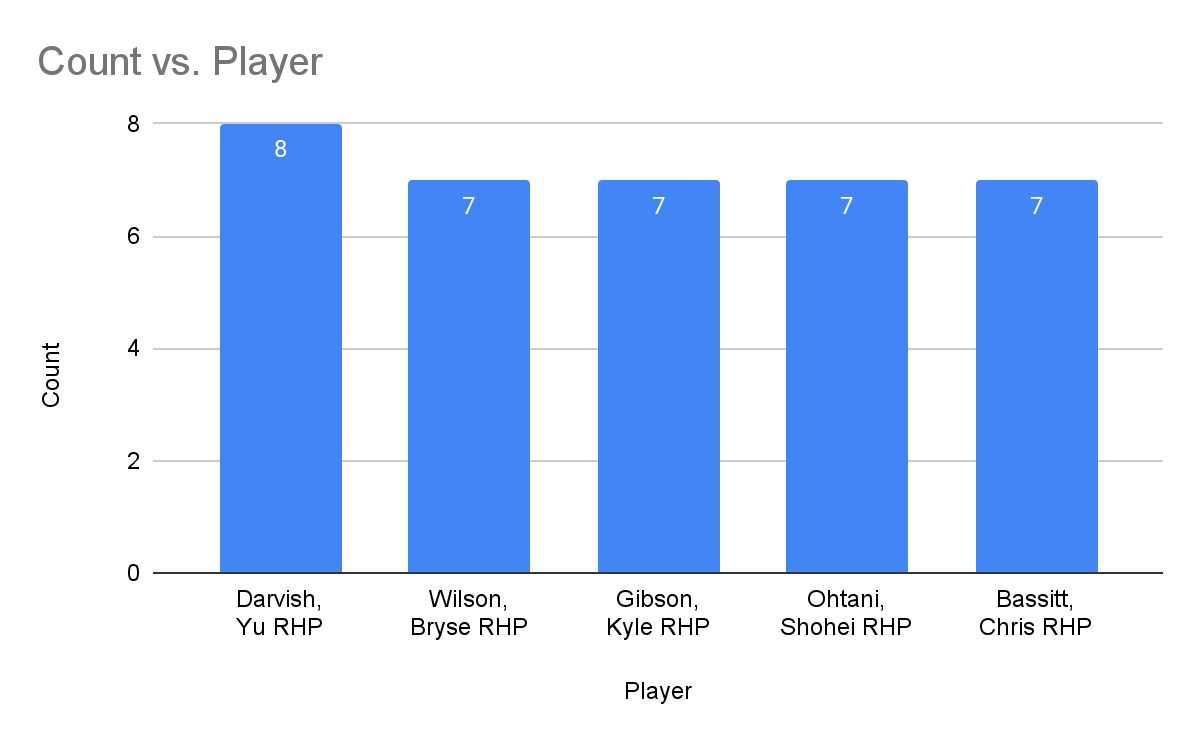 Count vs. Player
8
6
4
2
0
Count
8
7
7
7
7
Darvish,
Yu RHP
Wilson,
Bryse RHP
Gibson,
Kyle RHP
Ohtani,
Shohei RHP
Bassitt,
Chris RHP
Player